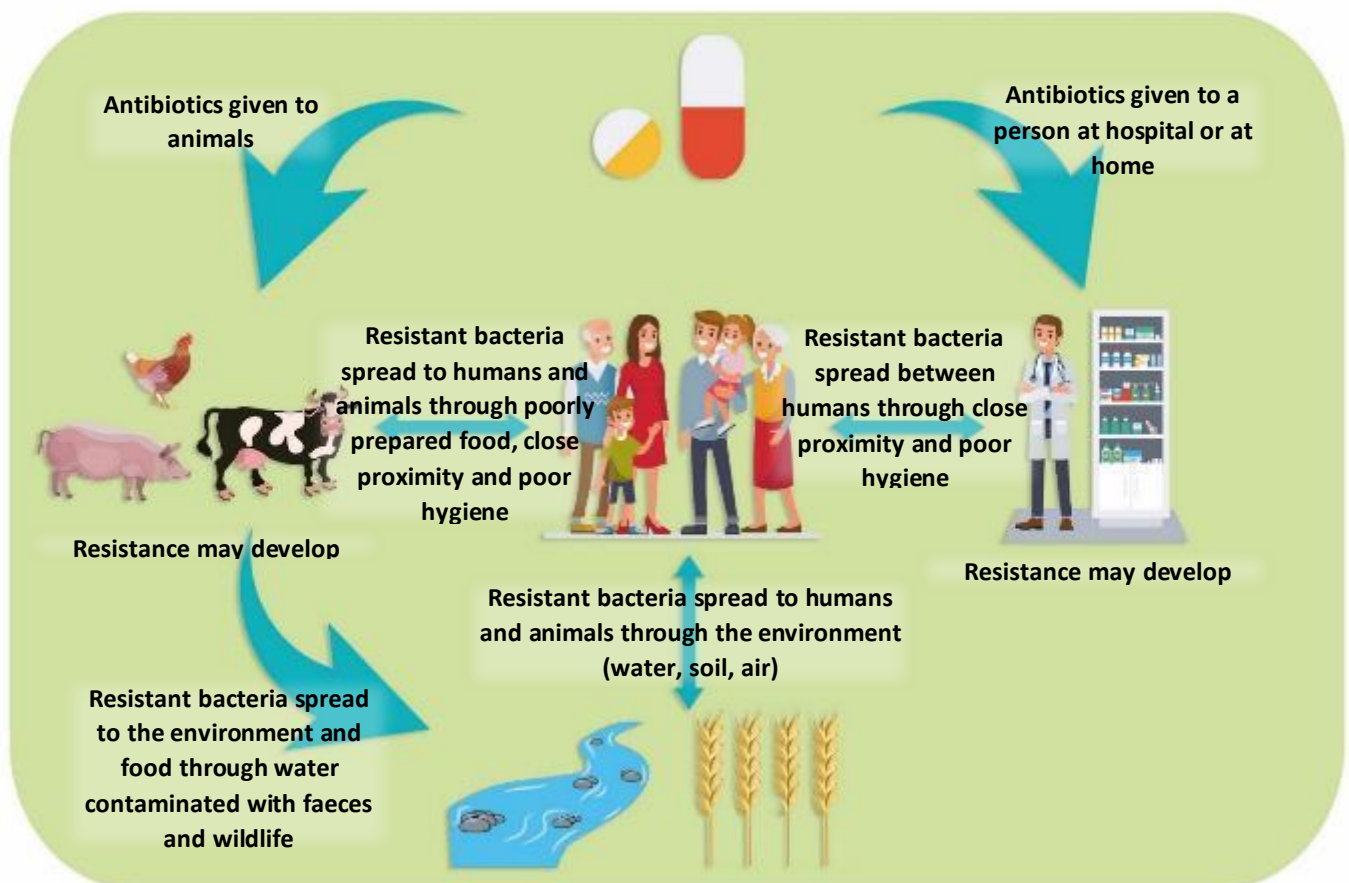 Antibiotics given to
animals
Antibiotics given to a
person at hospital or at
home
Resistant bacteria
spread to humans and
animals through poorly
prepared food, close
proximity and poor
hygiene
Resistant bacteria
spread between
humans through close
proximity and poor
hygiene
Resistance may develop
Resistance may develop
Resistant bacteria spread to humans
and animals through the environment
(water, soil, air)
Resistant bacteria spread
to the environment and
food through water
contaminated with faeces
and wildlife